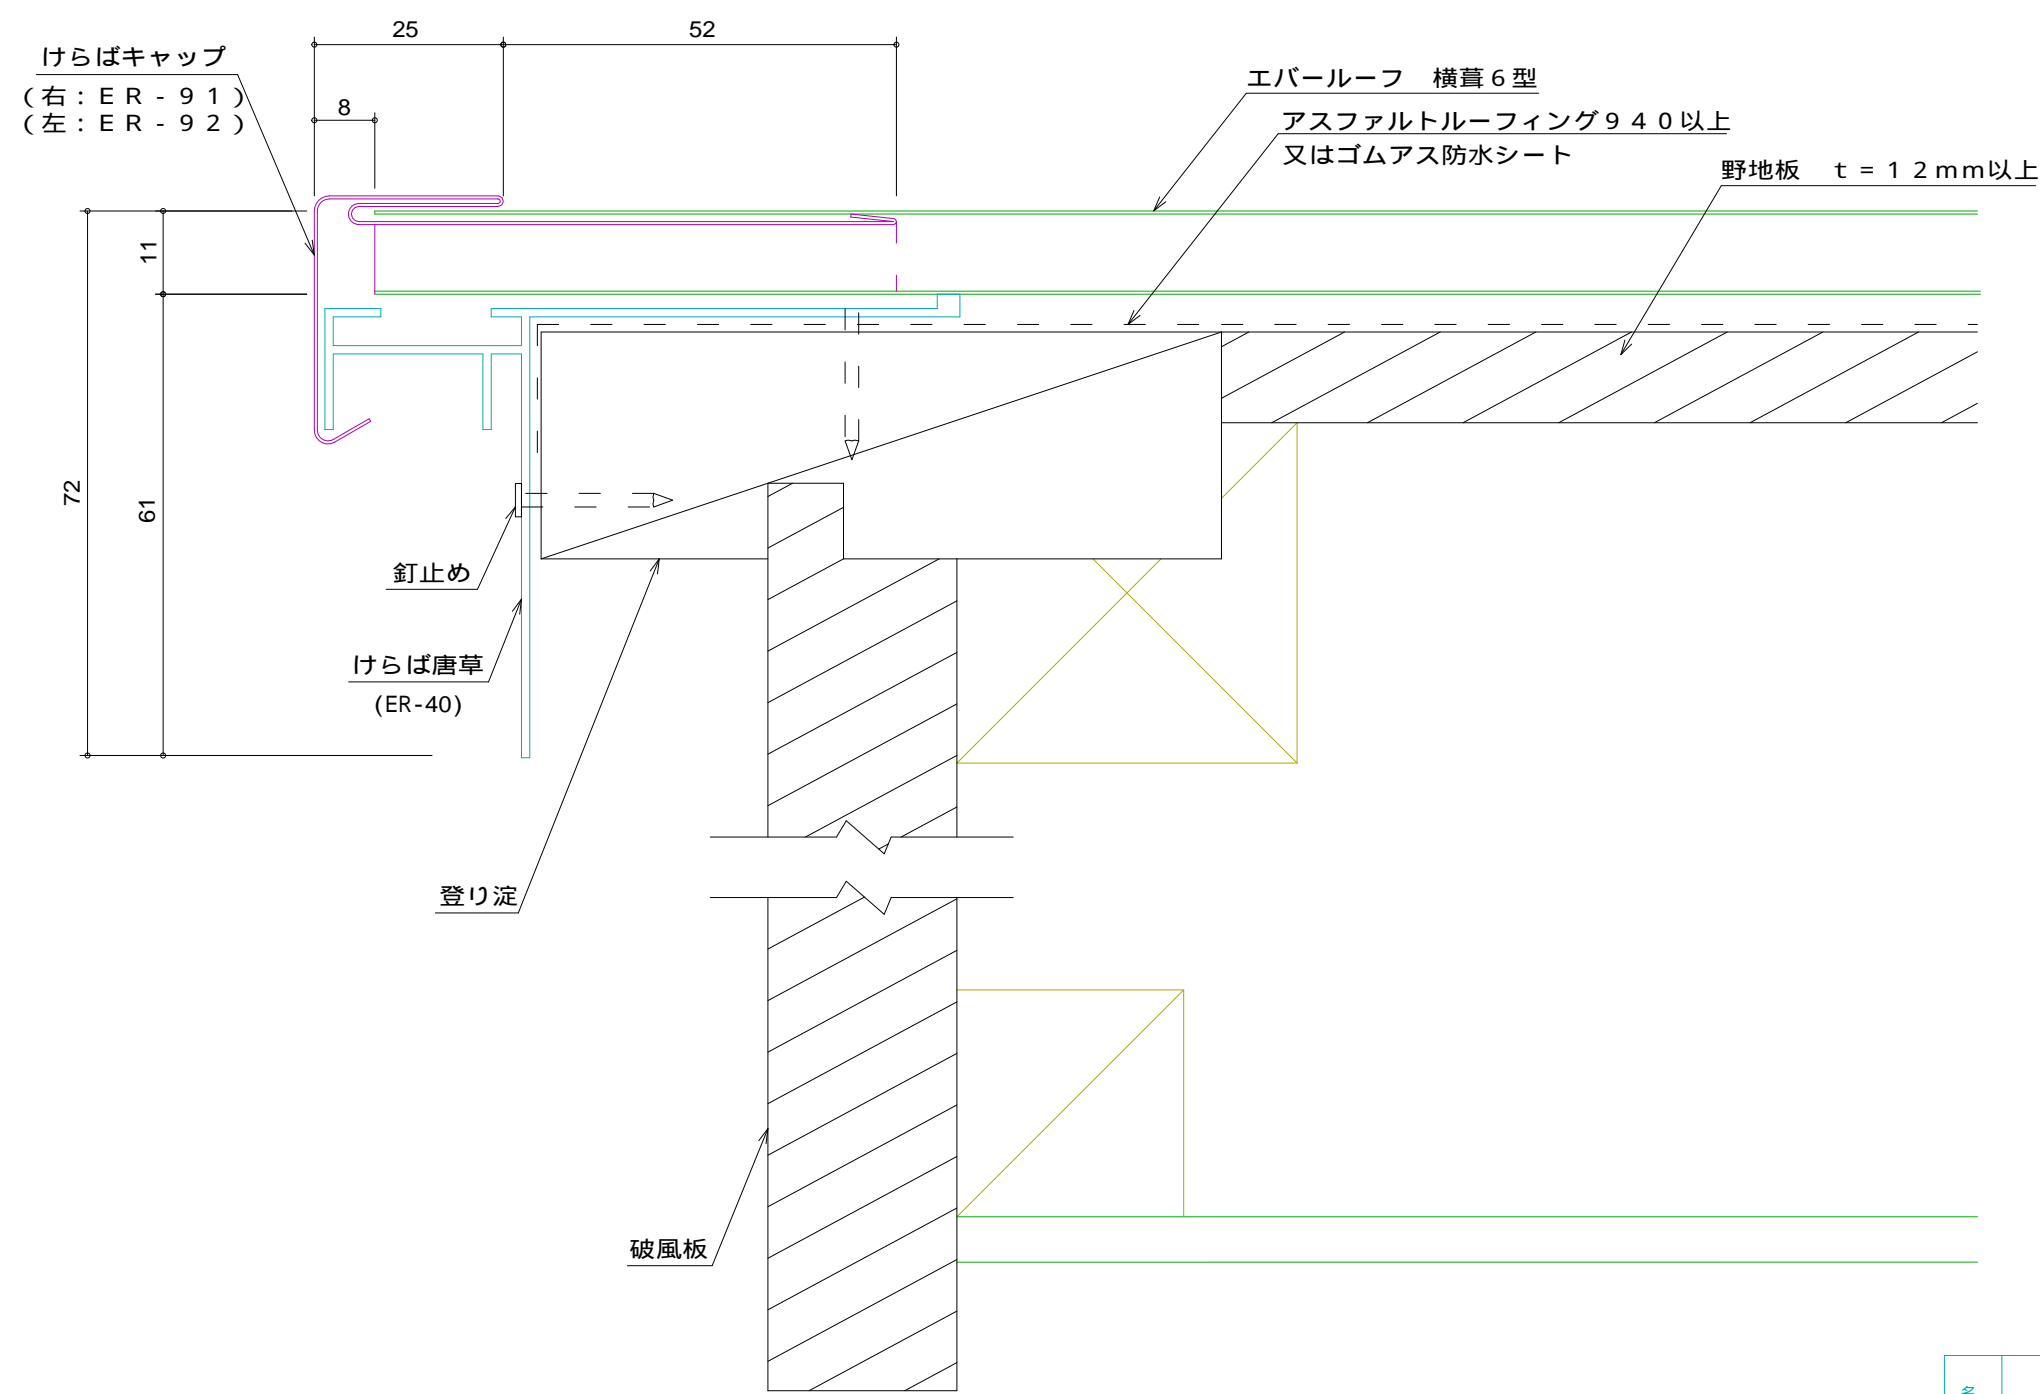 25
52
けらばキャップ
(右：ＥＲ-９１)
(左：ＥＲ-９２)
8
エバールーフ　横葺６型
アスファルトルーフィング９４０以上
又はゴムアス防水シート
野地板　ｔ＝１２ｍｍ以上
11
72
61
釘止め
けらば唐草
(ER-40)
登り淀
破風板
名